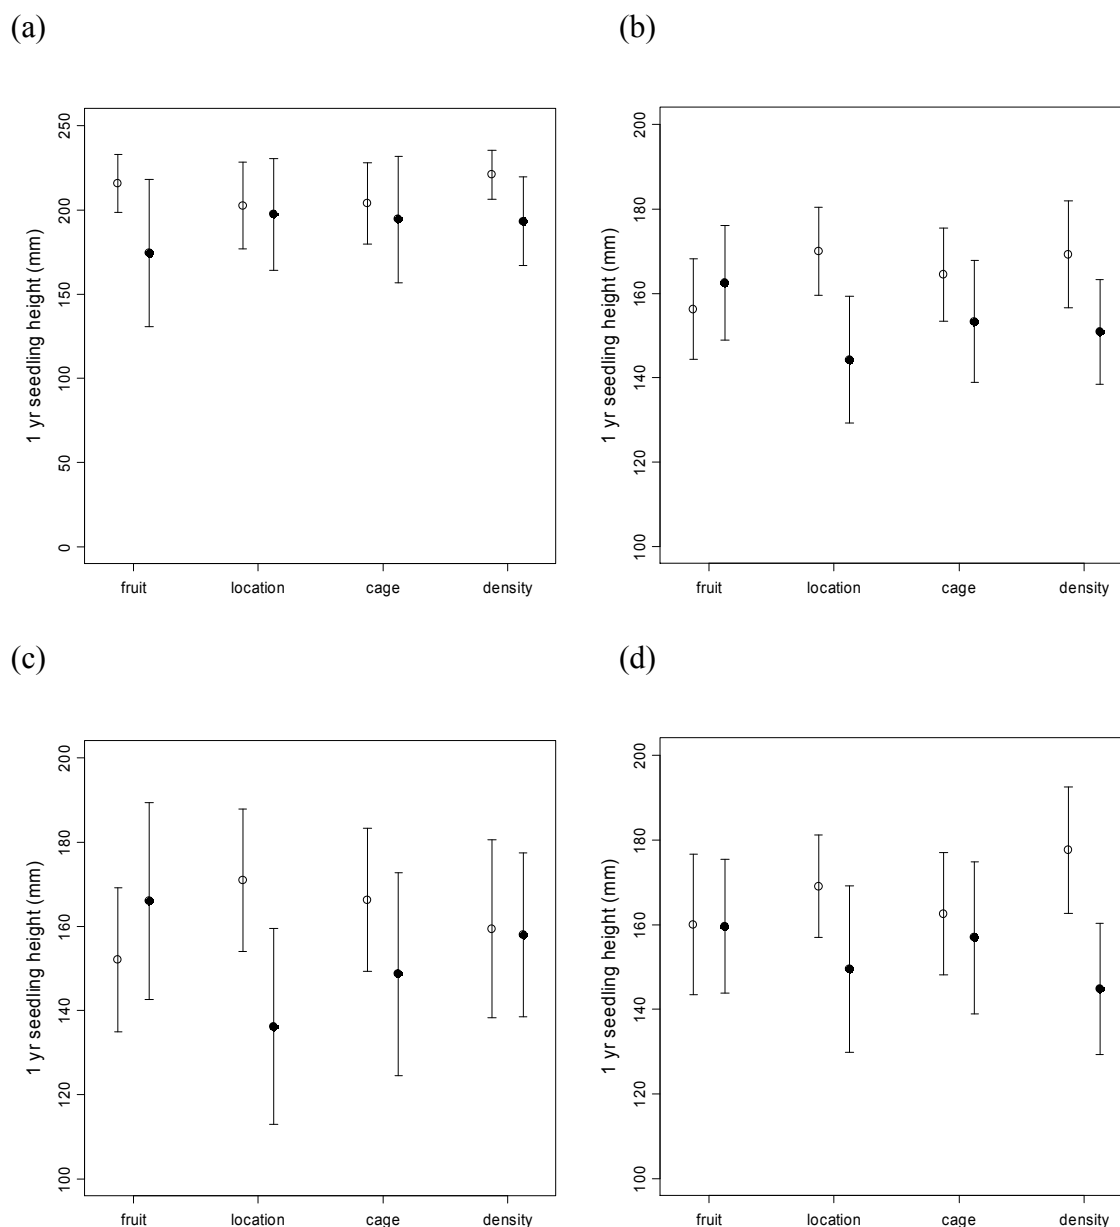 (a)
(b)
1 yr seedling height (mm)
250
200
150
100
50
0
fruit location cage density
1 yr seedling height (mm)
200
180
160
140
120
100
fruit location cage density
(c)
(d)
1 yr seedling height (mm)
200
180
160
140
120
100
fruit location cage density
1 yr seedling height (mm)
200
180
160
140
120
100
fruit location cage density